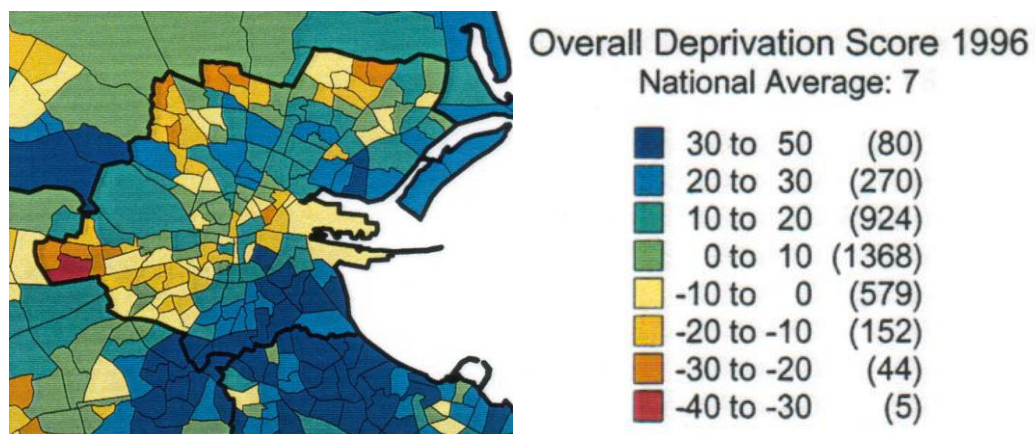 Overall Deprivation Score 1996
National Average: 7
30 to 50 (80)
20 to 30 (270)
10 to 20 (924)
0 to 10 (1368)
-10 to 0 (579)
-20 to -10 (152)
-30 to -20 (44)
-40 to -30 (5)